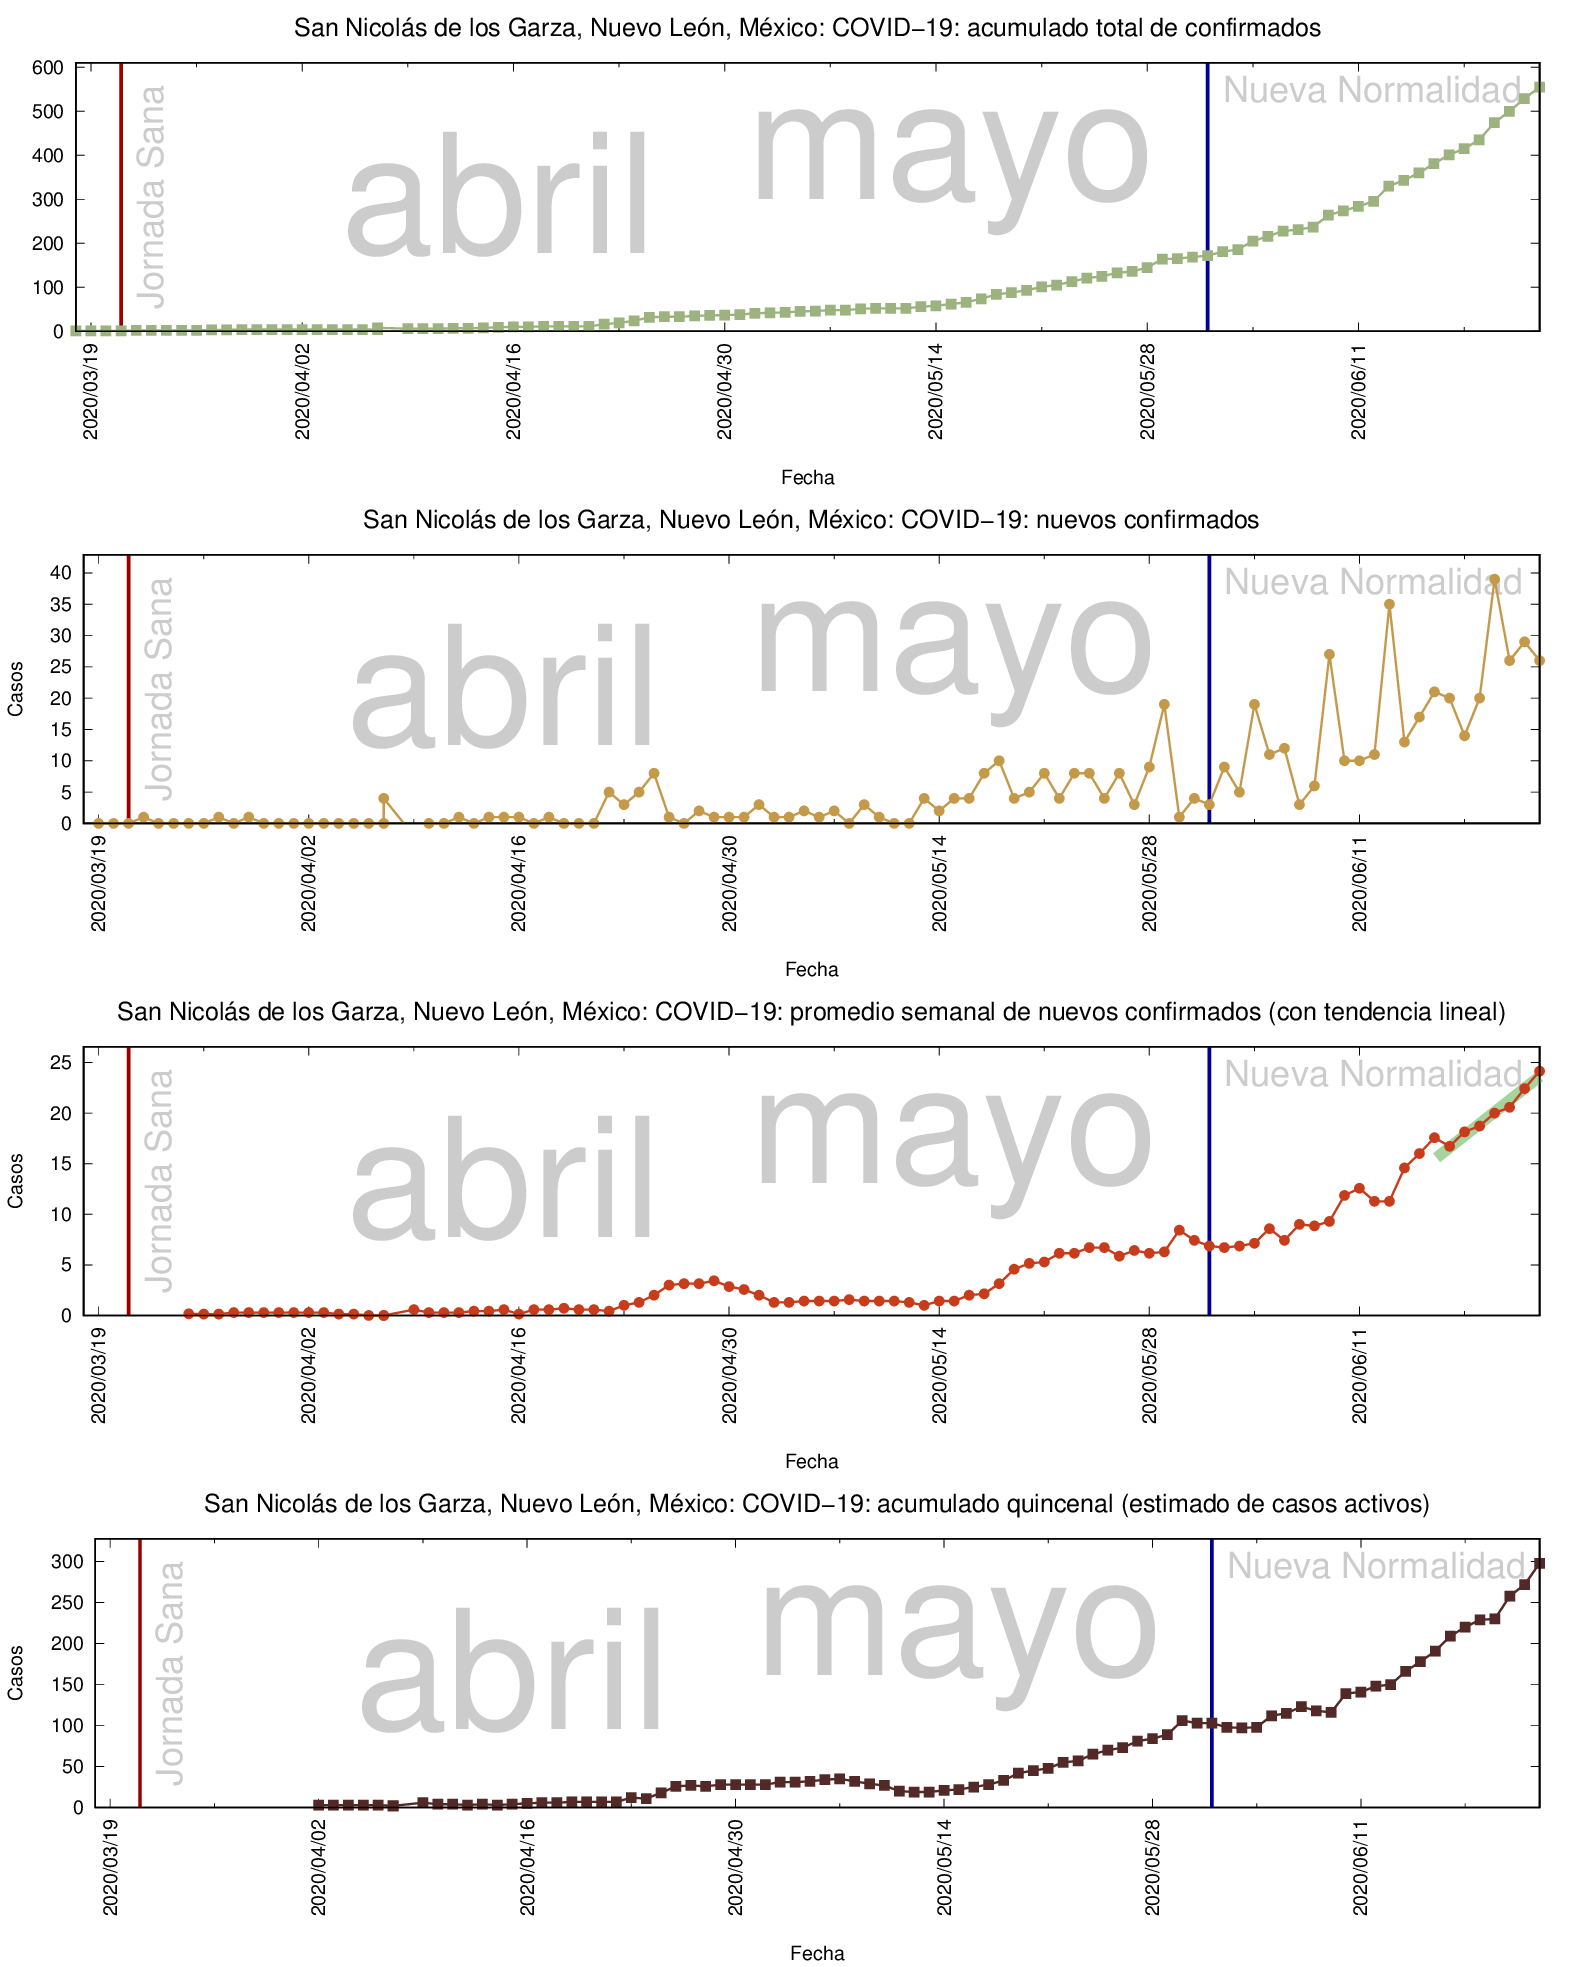 San Nicolás de los Garza, Nuevo León, México: COVID−19: acumulado total de confirmados
600
500
400
300
200
100
0
Jornada Sana
abril
mayo
Nueva Normalidad
2020/03/19
2020/04/02
2020/04/16
2020/04/30
2020/05/14
2020/05/28
2020/06/11
Fecha
San Nicolás de los Garza, Nuevo León, México: COVID−19: nuevos confirmados
Casos
40
35
30
25
20
15
10
5
0
Jornada Sana
abril
mayo
Nueva Normalidad
2020/03/19
2020/04/02
2020/04/16
2020/04/30
2020/05/14
2020/05/28
2020/06/11
Fecha
San Nicolás de los Garza, Nuevo León, México: COVID−19: promedio semanal de nuevos confirmados (con tendencia lineal)
Casos
25
20
15
10
5
0
Jornada Sana
abril
mayo
Nueva Normalidad
2020/03/19
2020/04/02
2020/04/16
2020/04/30
2020/05/14
2020/05/28
2020/06/11
Fecha
San Nicolás de los Garza, Nuevo León, México: COVID−19: acumulado quincenal (estimado de casos activos)
Casos
300
250
200
150
100
50
0
Jornada Sana
abril
mayo
Nueva Normalidad
2020/03/19
2020/04/02
2020/04/16
2020/04/30
2020/05/14
2020/05/28
2020/06/11
Fecha